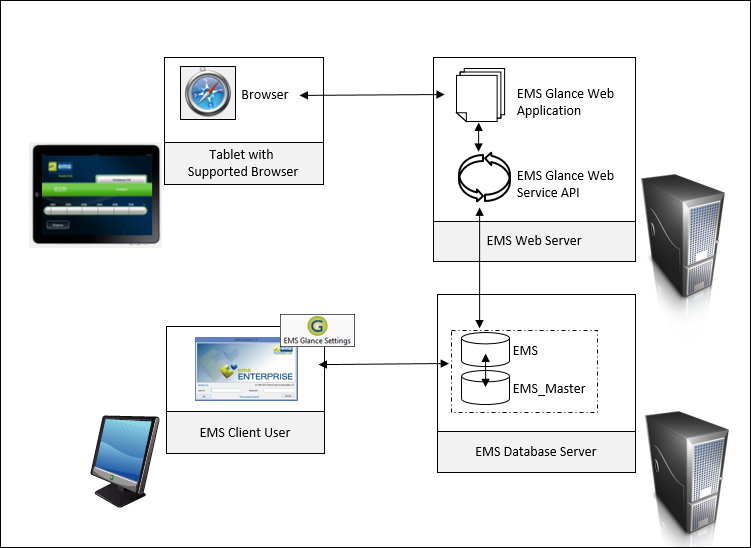 Browser
Tablet with
Supported Browser
ems
EMS Glance Web
Application
EMS Glance Web
Service API
EMS Web Server
G
EMS Glance Settings
ems
ENTERPRISE
EMS Client User
EMS
EMS_Master
EMS Database Server